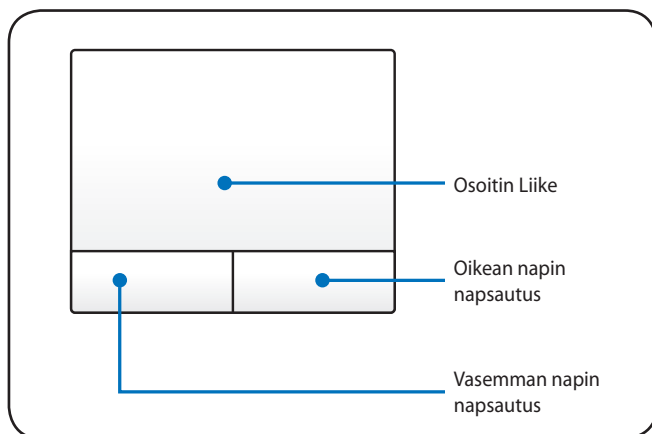 Osoitin Liike
Oikean napin
napsautus
Vasemman napin
napsautus